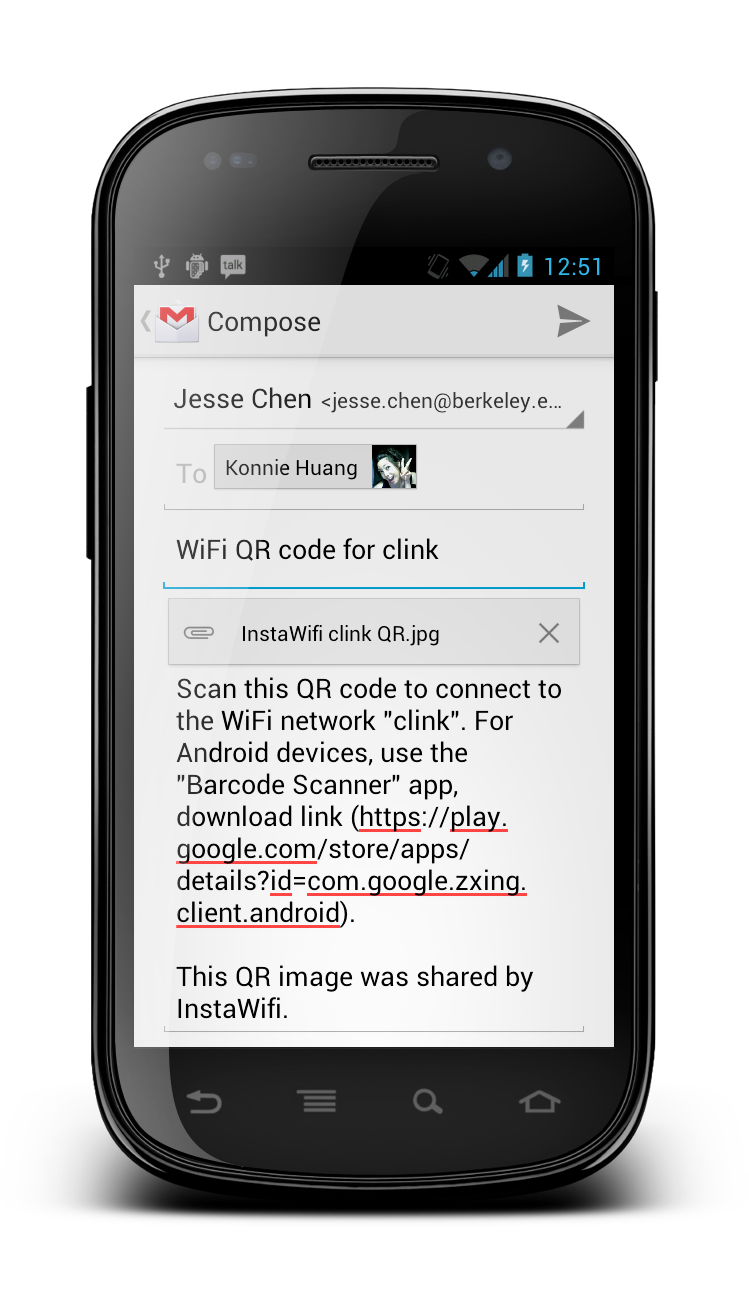 talk 12:51
Compose
Jesse Chen <jesse.chen@berkeley.e...
To Konnie Huang
WiFi QR code for clink
InstaWifi clink QR.jpg
Scan this QR code to connect to
the WiFi network "clink". For
Android devices, use the
"Barcode Scanner" app,
download link (https://play.
google.com/store/apps/
details?id=com.google.zxing.
client.android).
This QR image was shared by
InstaWifi.